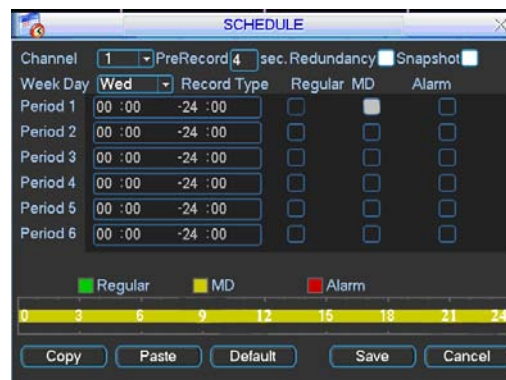 SCHEDULE
Channel 1 PreRecord 4 sec. Redundancy Snapshot
Week Day Wed Record Type Regular MD Alarm
Period 1 00 :00 -24 :00
Period 2 00 :00 -24 :00
Period 3 00 :00 -24 :00
Period 4 00 :00 -24 :00
Period 5 00 :00 -24 :00
Period 6 00 :00 -24 :00
Regular MD Alarm
0 3 6 9 12 15 18 21 24
Copy Paste Default Save Cancel